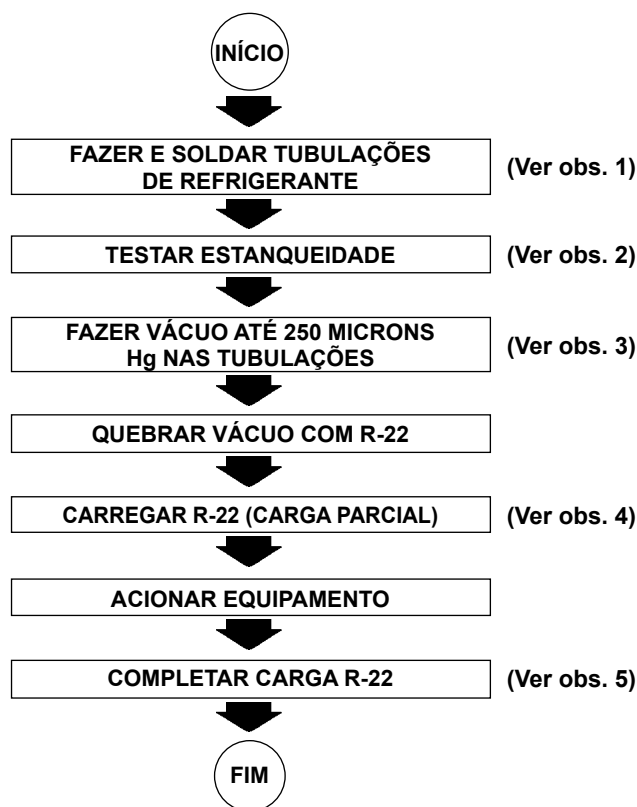 INÍCIO
FAZER E SOLDAR TUBULAÇÕES
DE REFRIGERANTE
(Ver obs. 1)
TESTAR ESTANQUEIDADE
(Ver obs. 2)
FAZER VÁCUO ATÉ 250 MICRONS
Hg NAS TUBULAÇÕES
(Ver obs. 3)
QUEBRAR VÁCUO COM R-22
CARREGAR R-22 (CARGA PARCIAL)
(Ver obs. 4)
ACIONAR EQUIPAMENTO
COMPLETAR CARGA R-22
(Ver obs. 5)
FIM